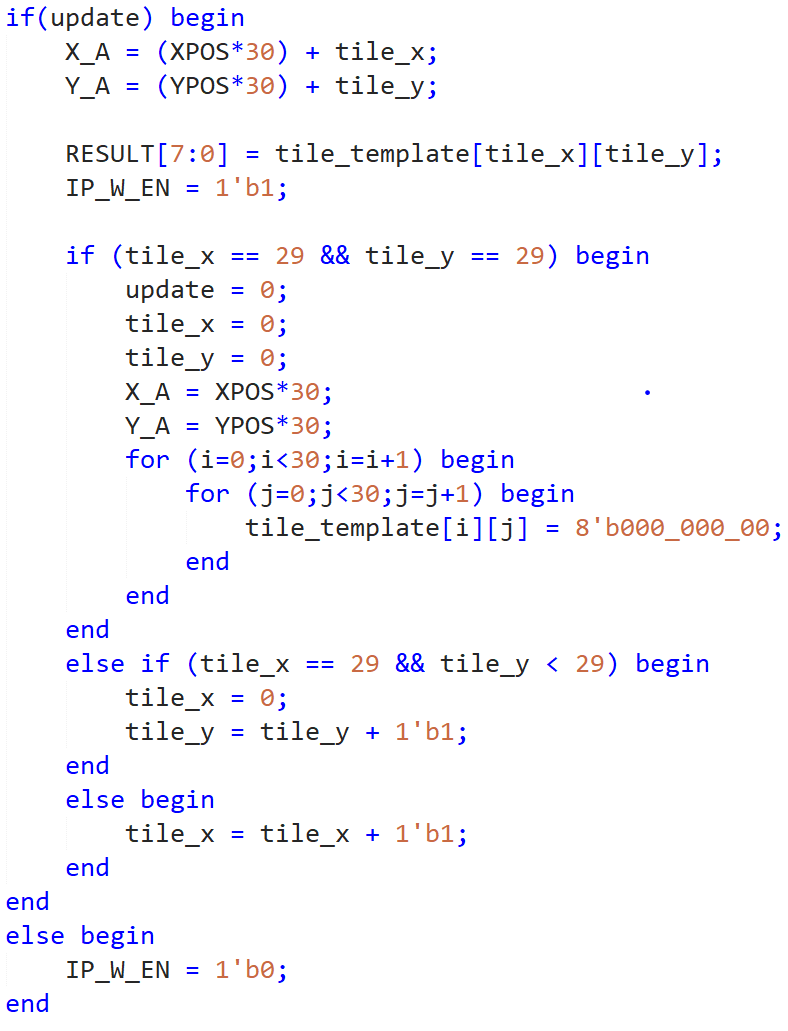 if(update) begin
    X_A = (XPOS*30) + tile_x;
    Y_A = (YPOS*30) + tile_y;

    RESULT[7:0] = tile_template[tile_x][tile_y];
    IP_W_EN = 1'b1;

    if (tile_x == 29 && tile_y == 29) begin
        update = 0;
        tile_x = 0;
        tile_y = 0;
        X_A = XPOS*30;
        Y_A = YPOS*30;
        for (i=0;i<30;i=i+1) begin
            for (j=0;j<30;j=j+1) begin
                tile_template[i][j] = 8'b000_000_00;
            end
        end
    end
    else if (tile_x == 29 && tile_y < 29) begin
        tile_x = 0;
        tile_y = tile_y + 1'b1;
    end
    else begin
        tile_x = tile_x + 1'b1;
    end
end
else begin
    IP_W_EN = 1'b0;
end